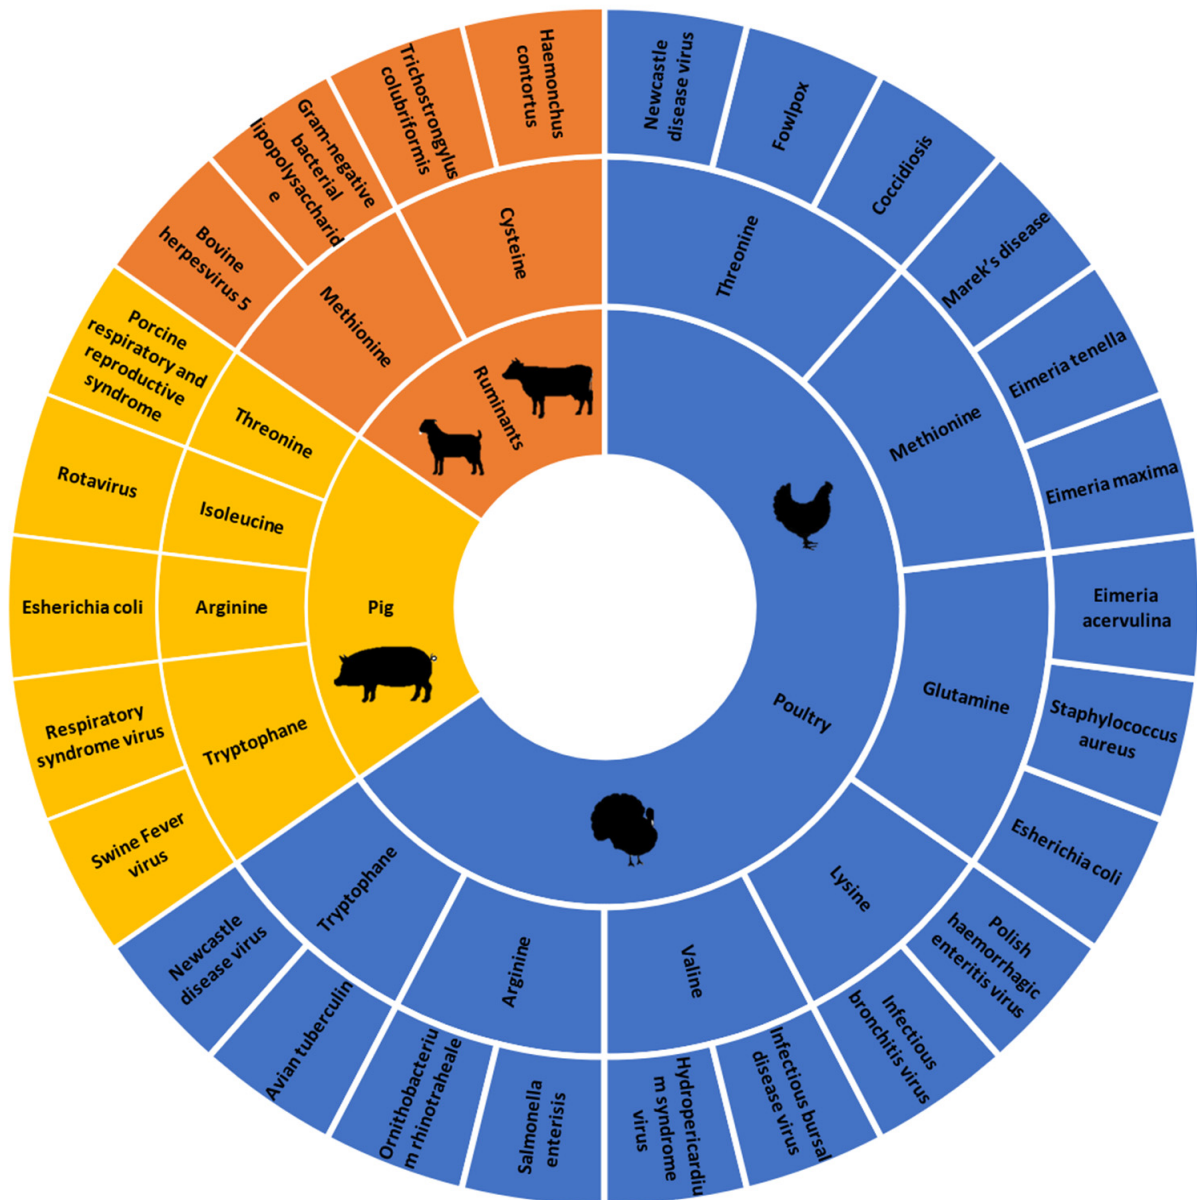 Haemonchus
contortus
Newcastle
disease virus
Fowlpox
Coccidiosis
Marek's disease
Eimeria tenella
Eimeria maxima
Eimeria
acervulina
Staphylococcus
aureus
Esherichia coli
Polish
haemorrhagic
enteritis virus
Infectious
bronchitis virus
Infectious bursal
disease virus
Hydropericardiu
m syndrome
virus
Salmonella
enterisis
Ornithobacteriu
m rhinotraheale
Avian tuberculin
Newcastle
disease virus
Swine Fever
virus
Respiratory
syndrome virus
Esherichia coli
Rotavirus
Porcine
respiratory and
reproductive
syndrome
Bovine
herpesvirus 5
Gram-negative
bacterial
lipopolysaccharid
e
Trichostrongylus
colubriformis
Cysteine
Threonine
Methionine
Glutamine
Lysine
Valine
Arginine
Tryptophane
Tryptophane
Arginine
Isoleucine
Threonine
Methionine
Ruminants
Poultry
Pig